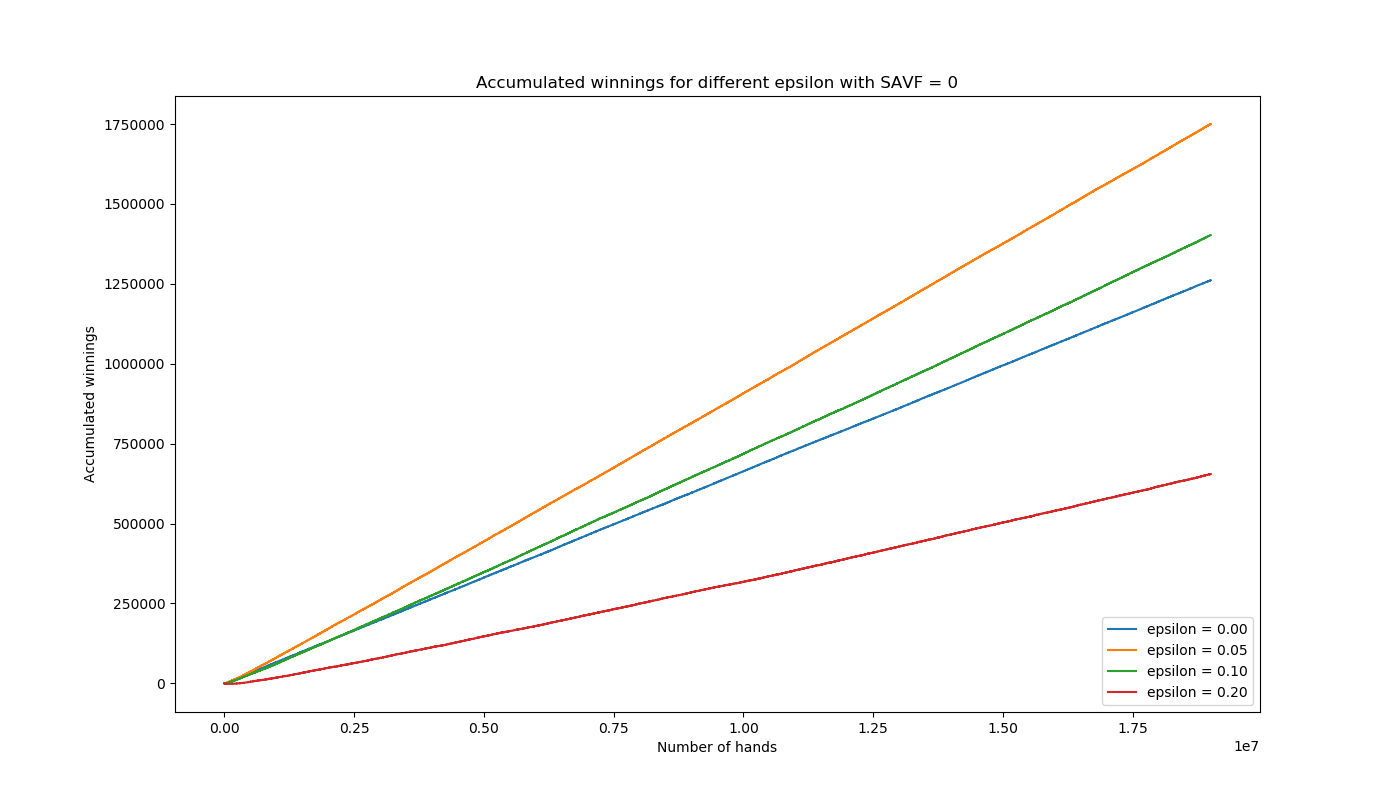 Accumulated winnings for different epsilon with SAVF = 0
Accumulated winnings
1750000
1500000
1250000
1000000
750000
500000
250000
0
0.00 0.25 0.50 0.75 1.00 1.25 1.50 1.75
1e7
Number of hands
epsilon = 0.00
epsilon = 0.05
epsilon = 0.10
epsilon = 0.20